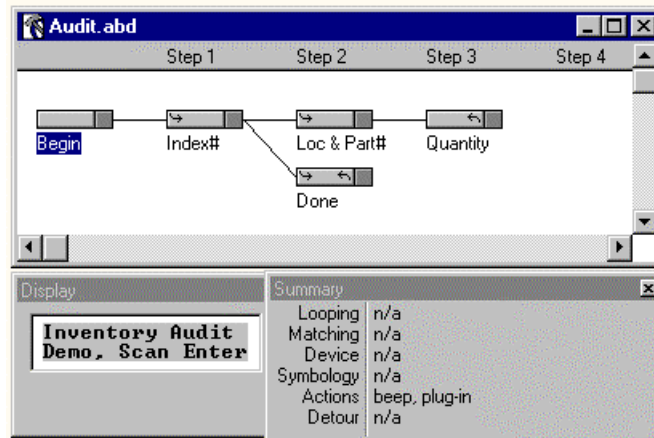 Audit.abd
Step 1 Step 2 Step 3 Step 4
Begin Index# Loc & Part# Quantity
Done
Display
Inventory Audit
Demo, Scan Enter
Summary
Looping n/a
Matching n/a
Device n/a
Symbology n/a
Actions beep, plug-in
Detour n/a